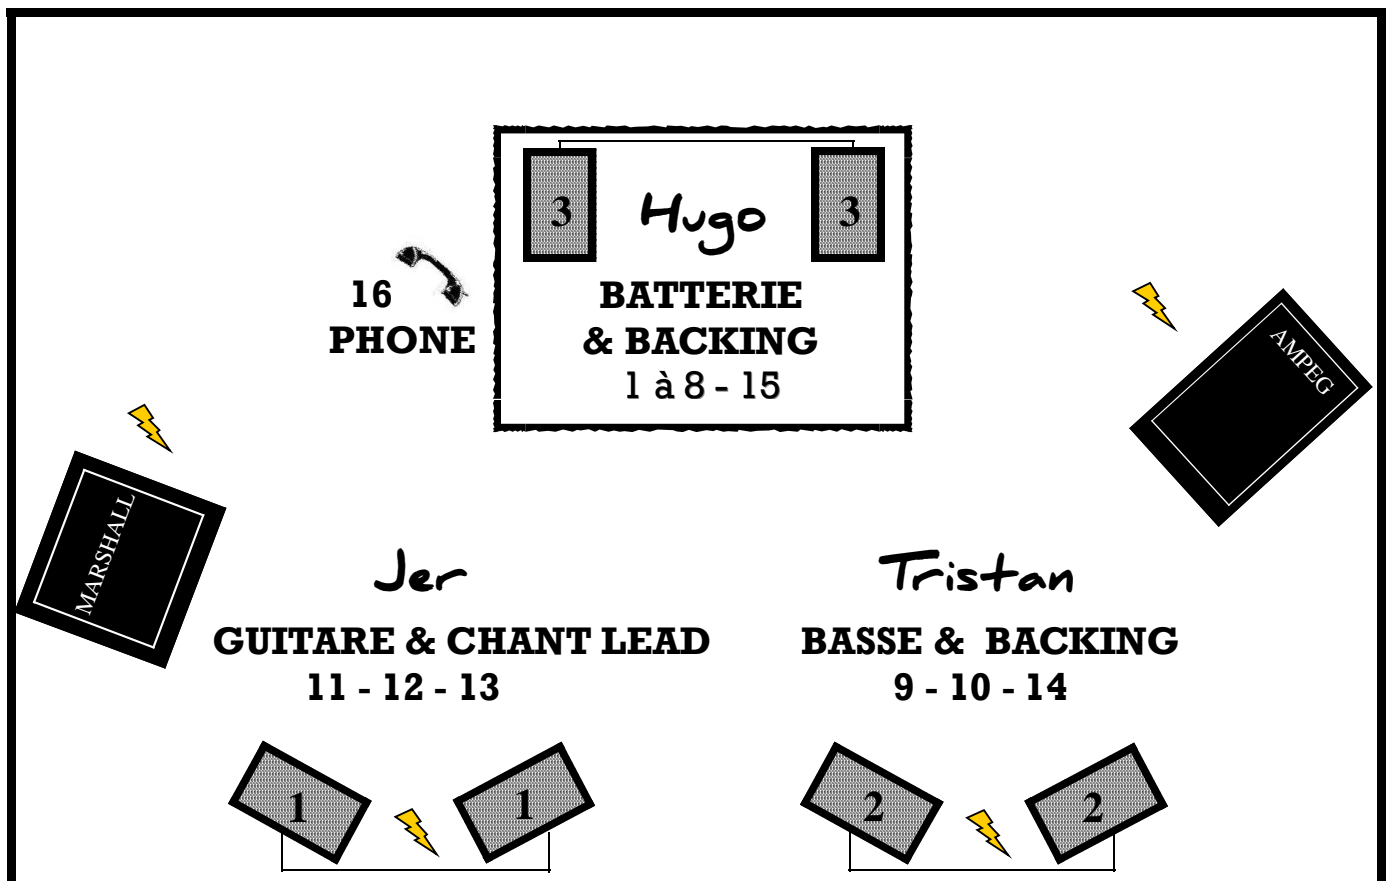 3
Hugo
3
16
PHONE
BATTERIE
& BACKING
1 à 8 - 15
AMPEG
MARSHALL
Jer
GUITARE & CHANT LEAD
11 - 12 - 13
Tristan
BASSE & BACKING
9 - 10 - 14
1
1
2
2